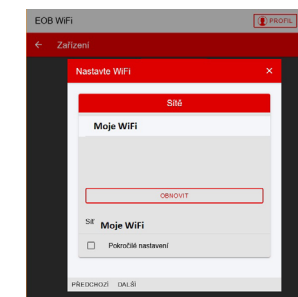 EOB WiFi
PROFIL
← Zařízení
Nastavte WiFi ×
Sítě
Moje WiFi
OBNOVIT
Síť Moje WiFi
Pokročilé nastavení
PŘEDCHOZÍ DALŠÍ